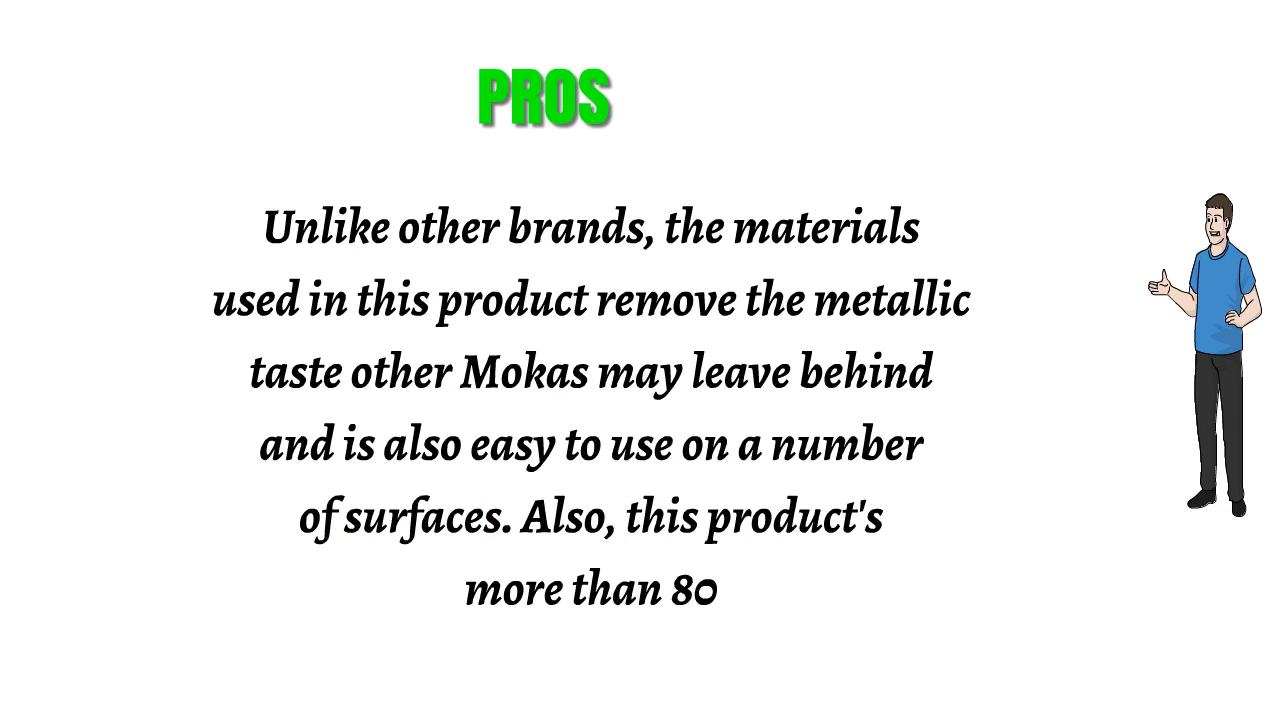 PROS
Unlike other brands, the materials
used in this product remove the metallic
taste other Mokas may leave behind
and is also easy to use on a number
of surfaces. Also, this product's
more than 80